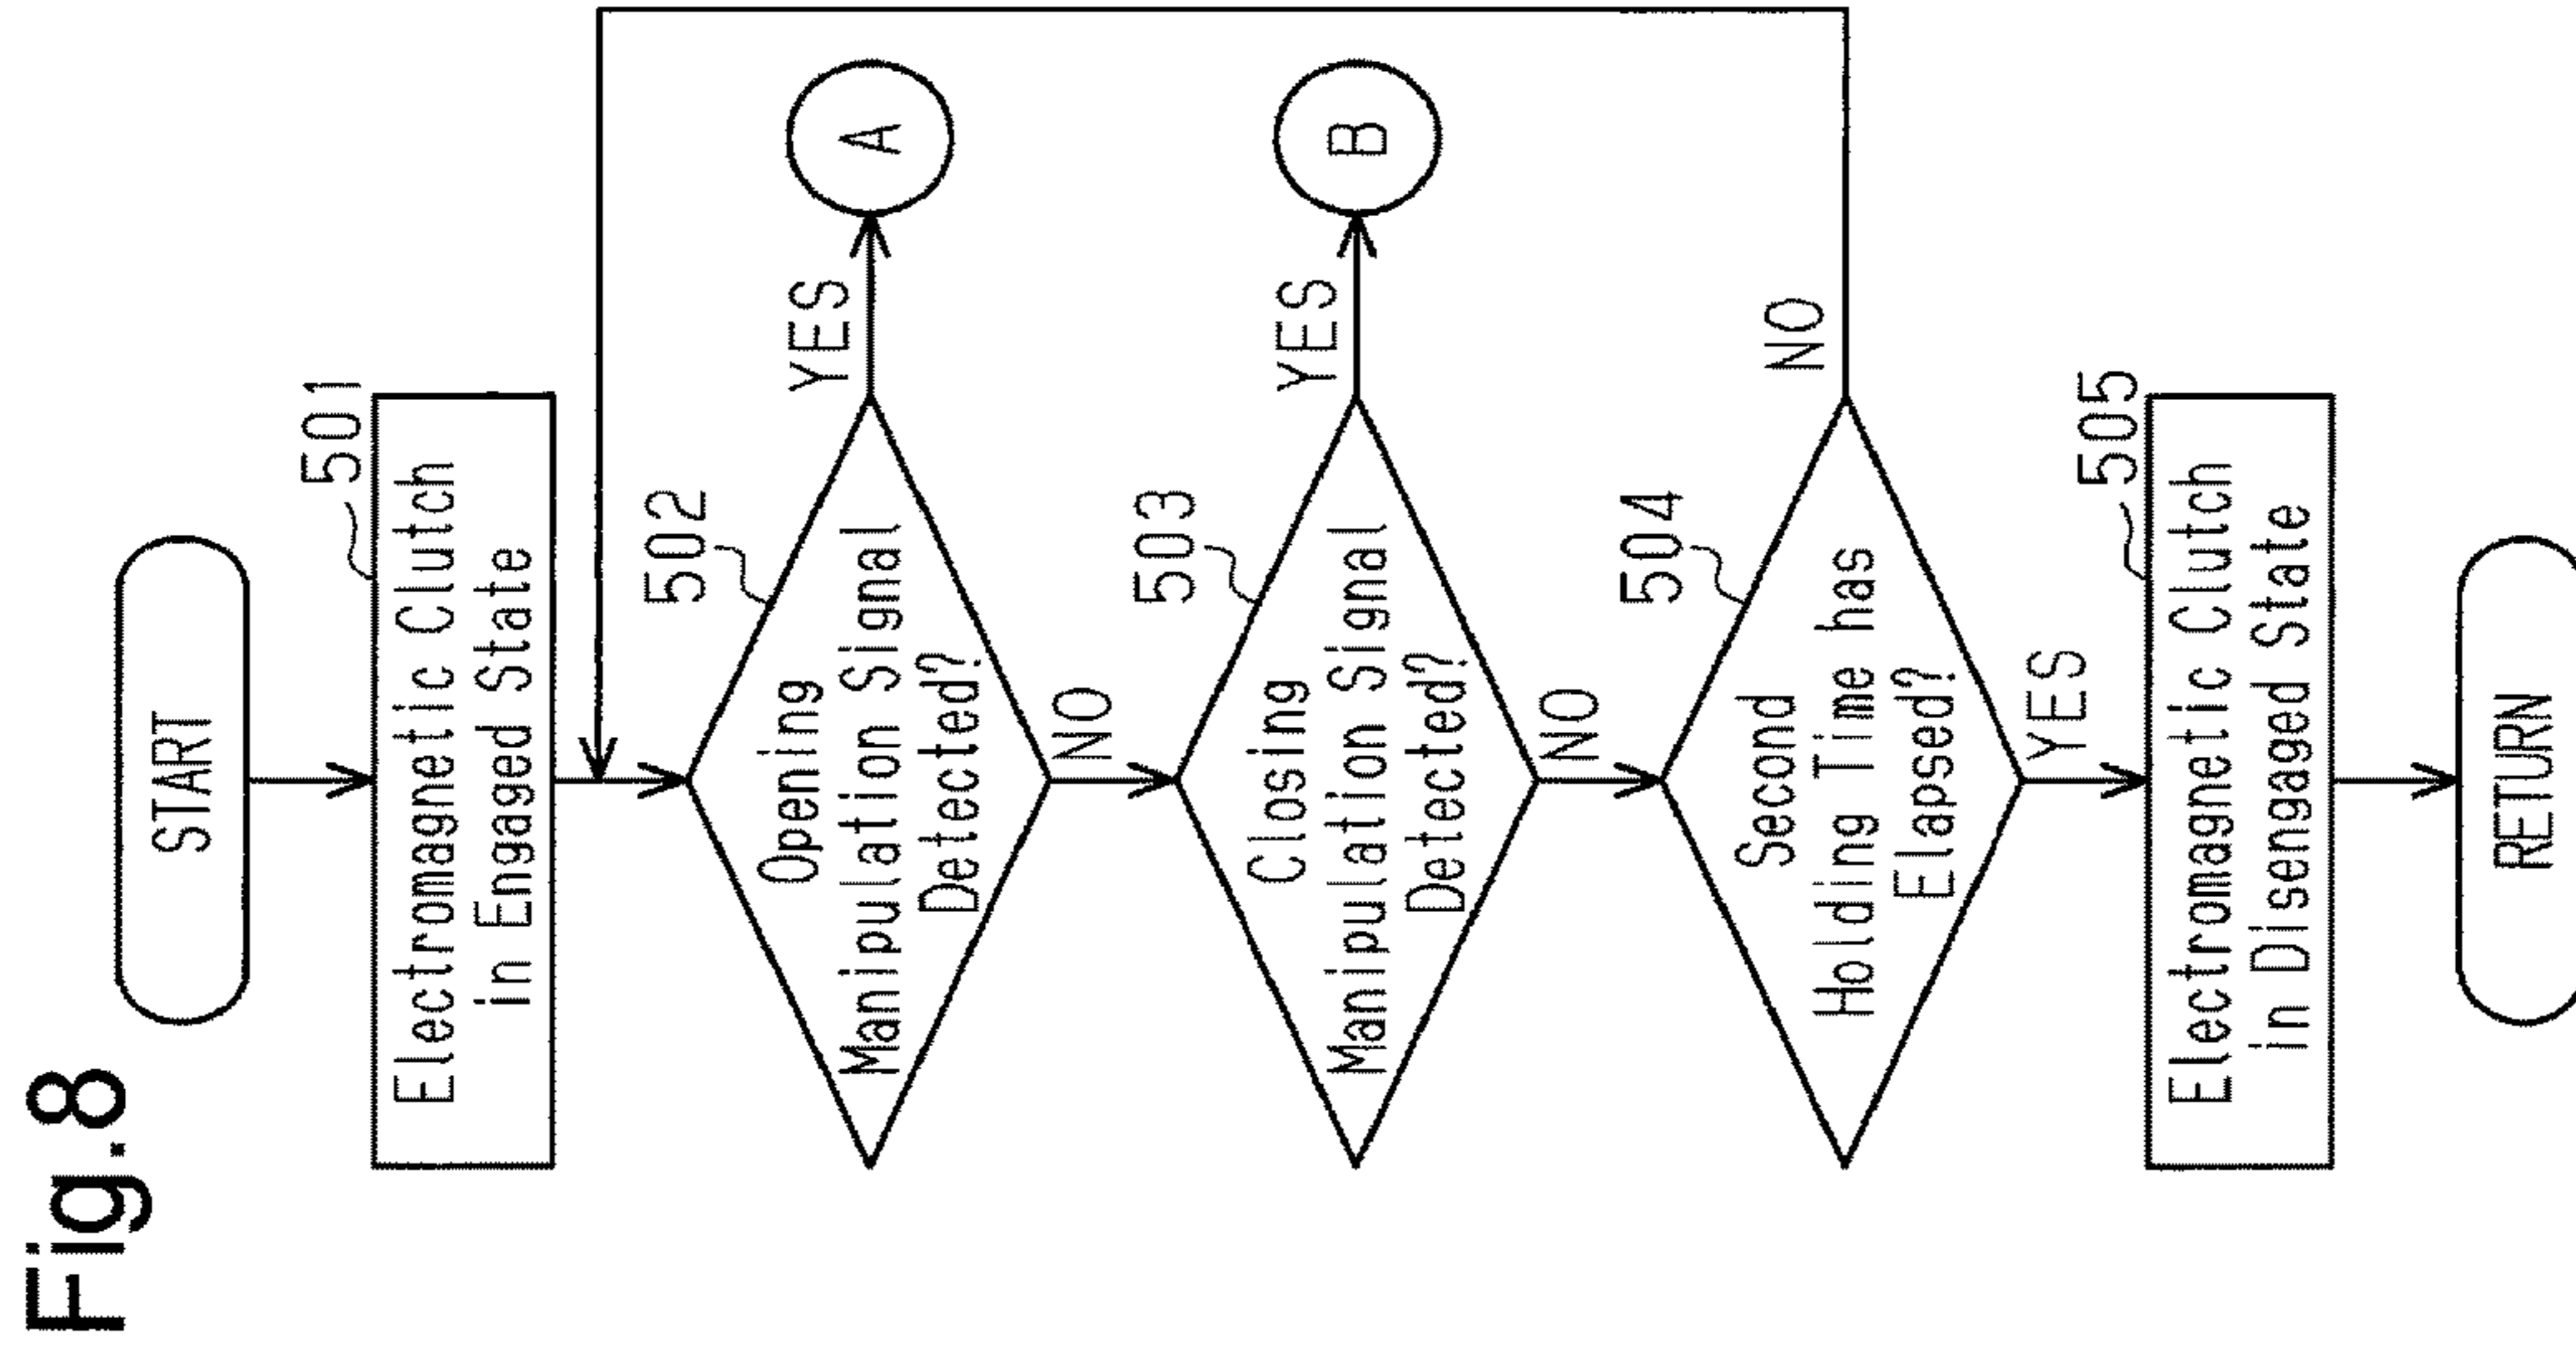 Fig.8
START
501
Electromagnetic Clutch
in Engaged State
502
Opening
Manipulation Signal
Detected?
YES
A
NO
503
Closing
Manipulation Signal
Detected?
YES
B
NO
504
Second
Holding Time has
Elapsed?
NO
YES
505
Electromagnetic Clutch
in Disengaged State
RETURN